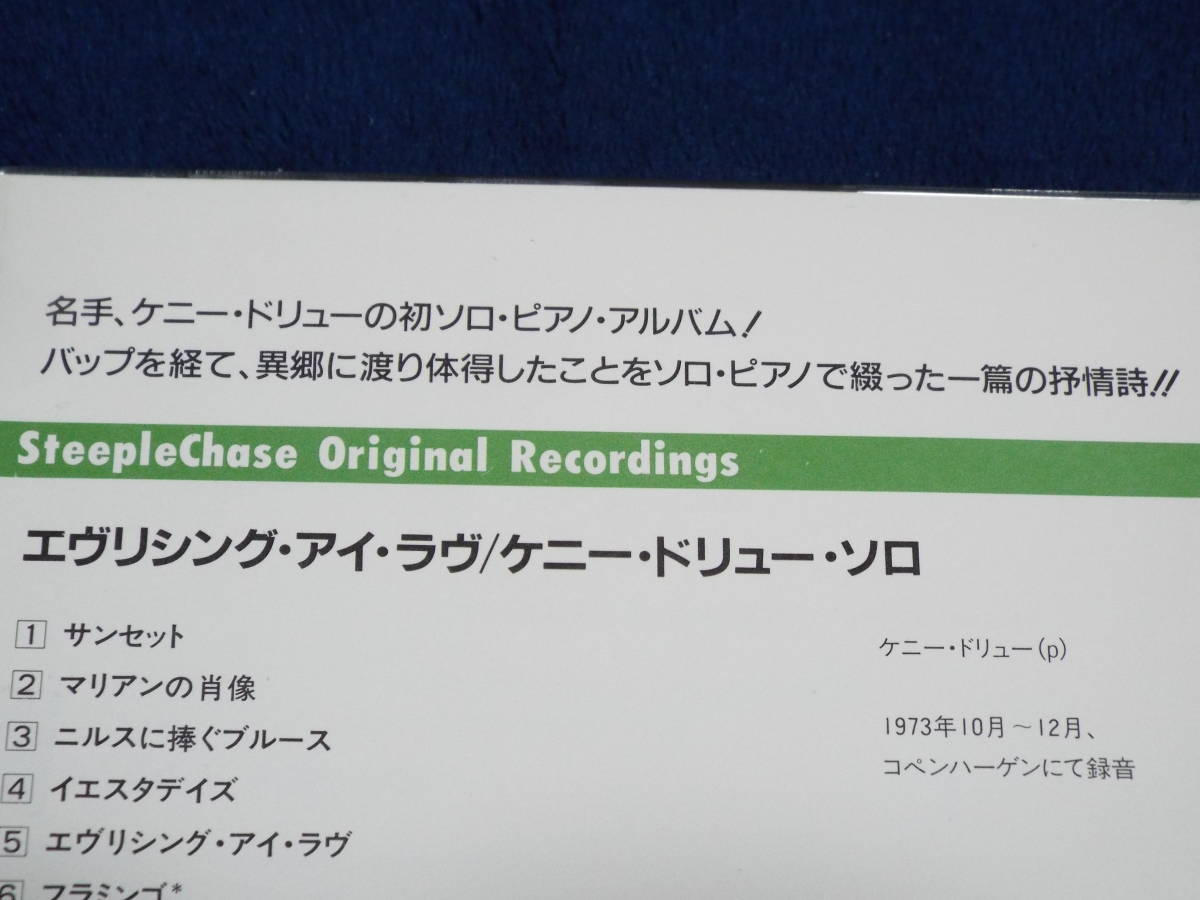 名手、ケニー・ドリューの初ソロ・ピアノ・アルバム!
バップを経て、異郷に渡り体得したことをソロ・ピアノで綴った一篇の抒情詩!!
SteepleChase Original Recordings
エヴリシング・アイ・ラヴ/ケニー・ドリュー・ソロ
1 サンセット
2 マリアンの肖像
3 ニルスに捧ぐブルース
4 イエスタデイズ
5 エヴリシング・アイ・ラヴ
6 フラミンゴ*
ケニー・ドリュー(p)
1973年10月〜12月、
コペンハーゲンにて録音